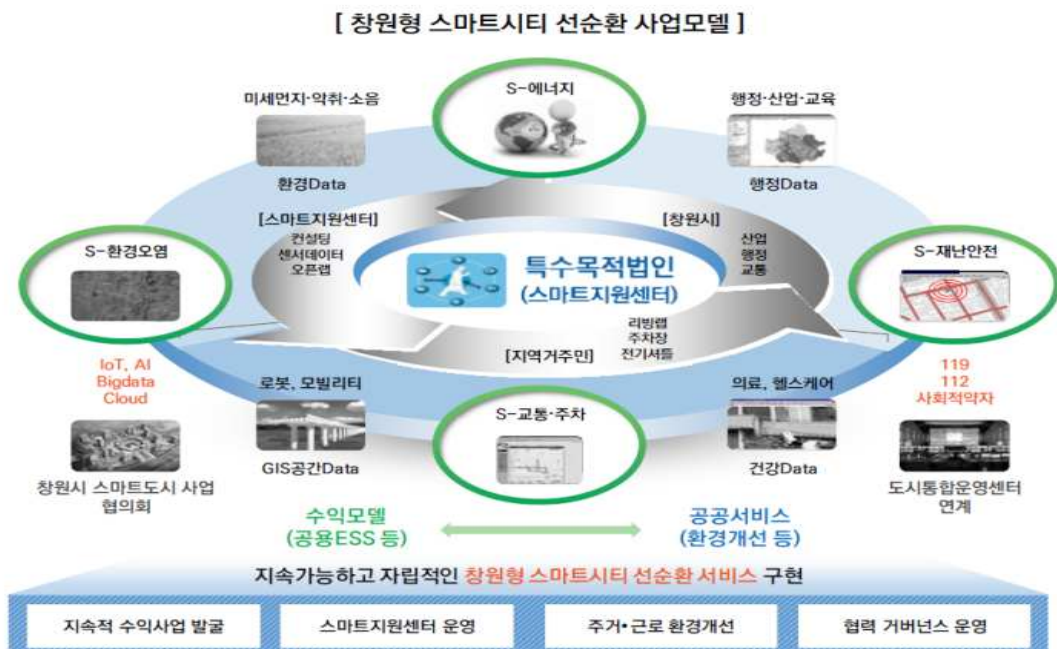 [ 창원형 스마트시티 선순환 사업모델 ]
미세먼지·악취·소음
S-에너지
행정·산업·교육
환경Data
행정Data
[스마트지원센터]
컨설팅
센서데이터
오픈랩
[창원시]
산업
행정
교통
S-환경오염
특수목적법인
(스마트지원센터)
S-재난안전
리빙랩
주차장
전기셔틀
[지역거주민]
IoT, AI
Bigdata
Cloud
로봇, 모빌리티
S-교통·주차
의료, 헬스케어
119
112
사회적약자
GIS공간Data
건강Data
창원시 스마트도시 사업
협의회
도시통합운영센터
연계
수익모델
(공용ESS 등)
공공서비스
(환경개선 등)
지속가능하고 자립적인 창원형 스마트시티 선순환 서비스 구현
지속적 수익사업 발굴
스마트지원센터 운영
주거•근로 환경개선
협력 거버넌스 운영